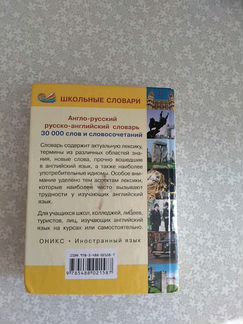 ШКОЛЬНЫЕ СЛОВАРИ
Англо-русский
русско-английский словарь
30 000 слов и словосочетаний
Словарь содержит актуальную лексику,
термины из различных областей зна-
ния, новые слова, прочно вошедшие
в английский язык, а также наиболее
употребительные идиомы. Особое вни-
мание уделено тем аспектам лексики,
которые наиболее часто вызывают
трудности у изучающих английский
язык.
Для учащихся школ, колледжей, лицеев,
туристов, лиц, изучающих английский
язык на курсах или самостоятельно.
ОНИКС • Иностранный язык